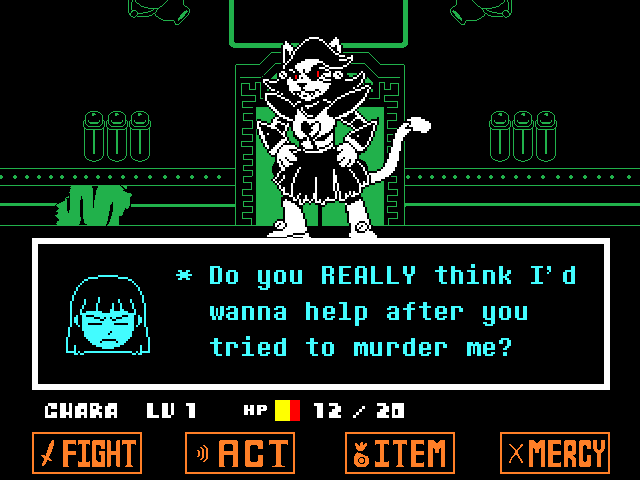 * Do you REALLY think I'd
wanna help after you
tried to murder me?
CHARA LV 1 HP 12 / 20
FIGHT ACT ITEM MERCY